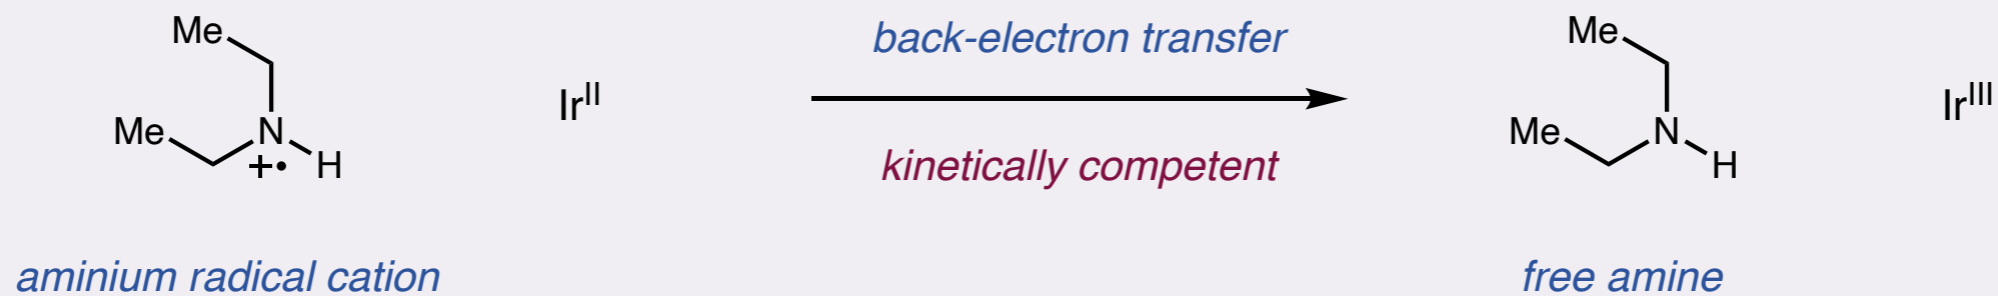 Me
Me
N
H
+•
Ir^II
back-electron transfer
kinetically competent
Me
Me
N
H
Ir^III
aminium radical cation
free amine